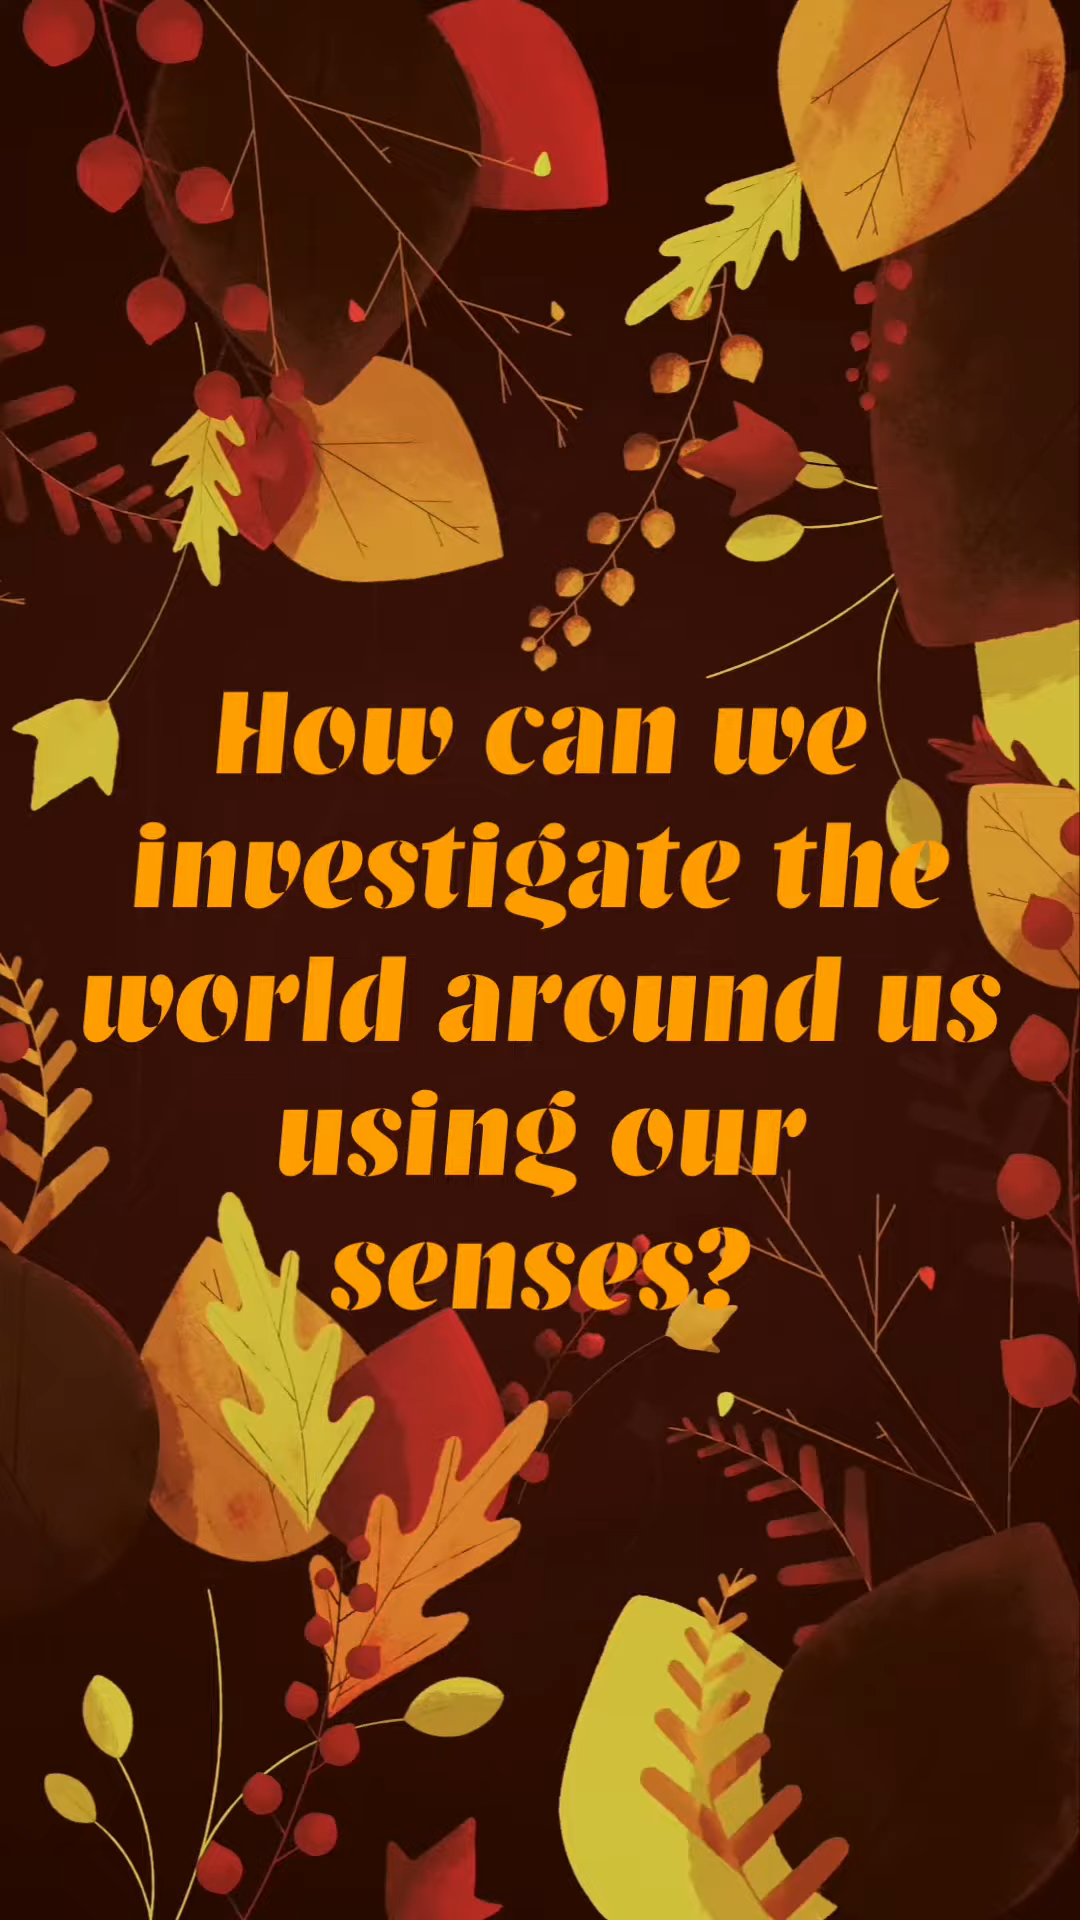 How can we
investigate the
world around us
using our
senses?